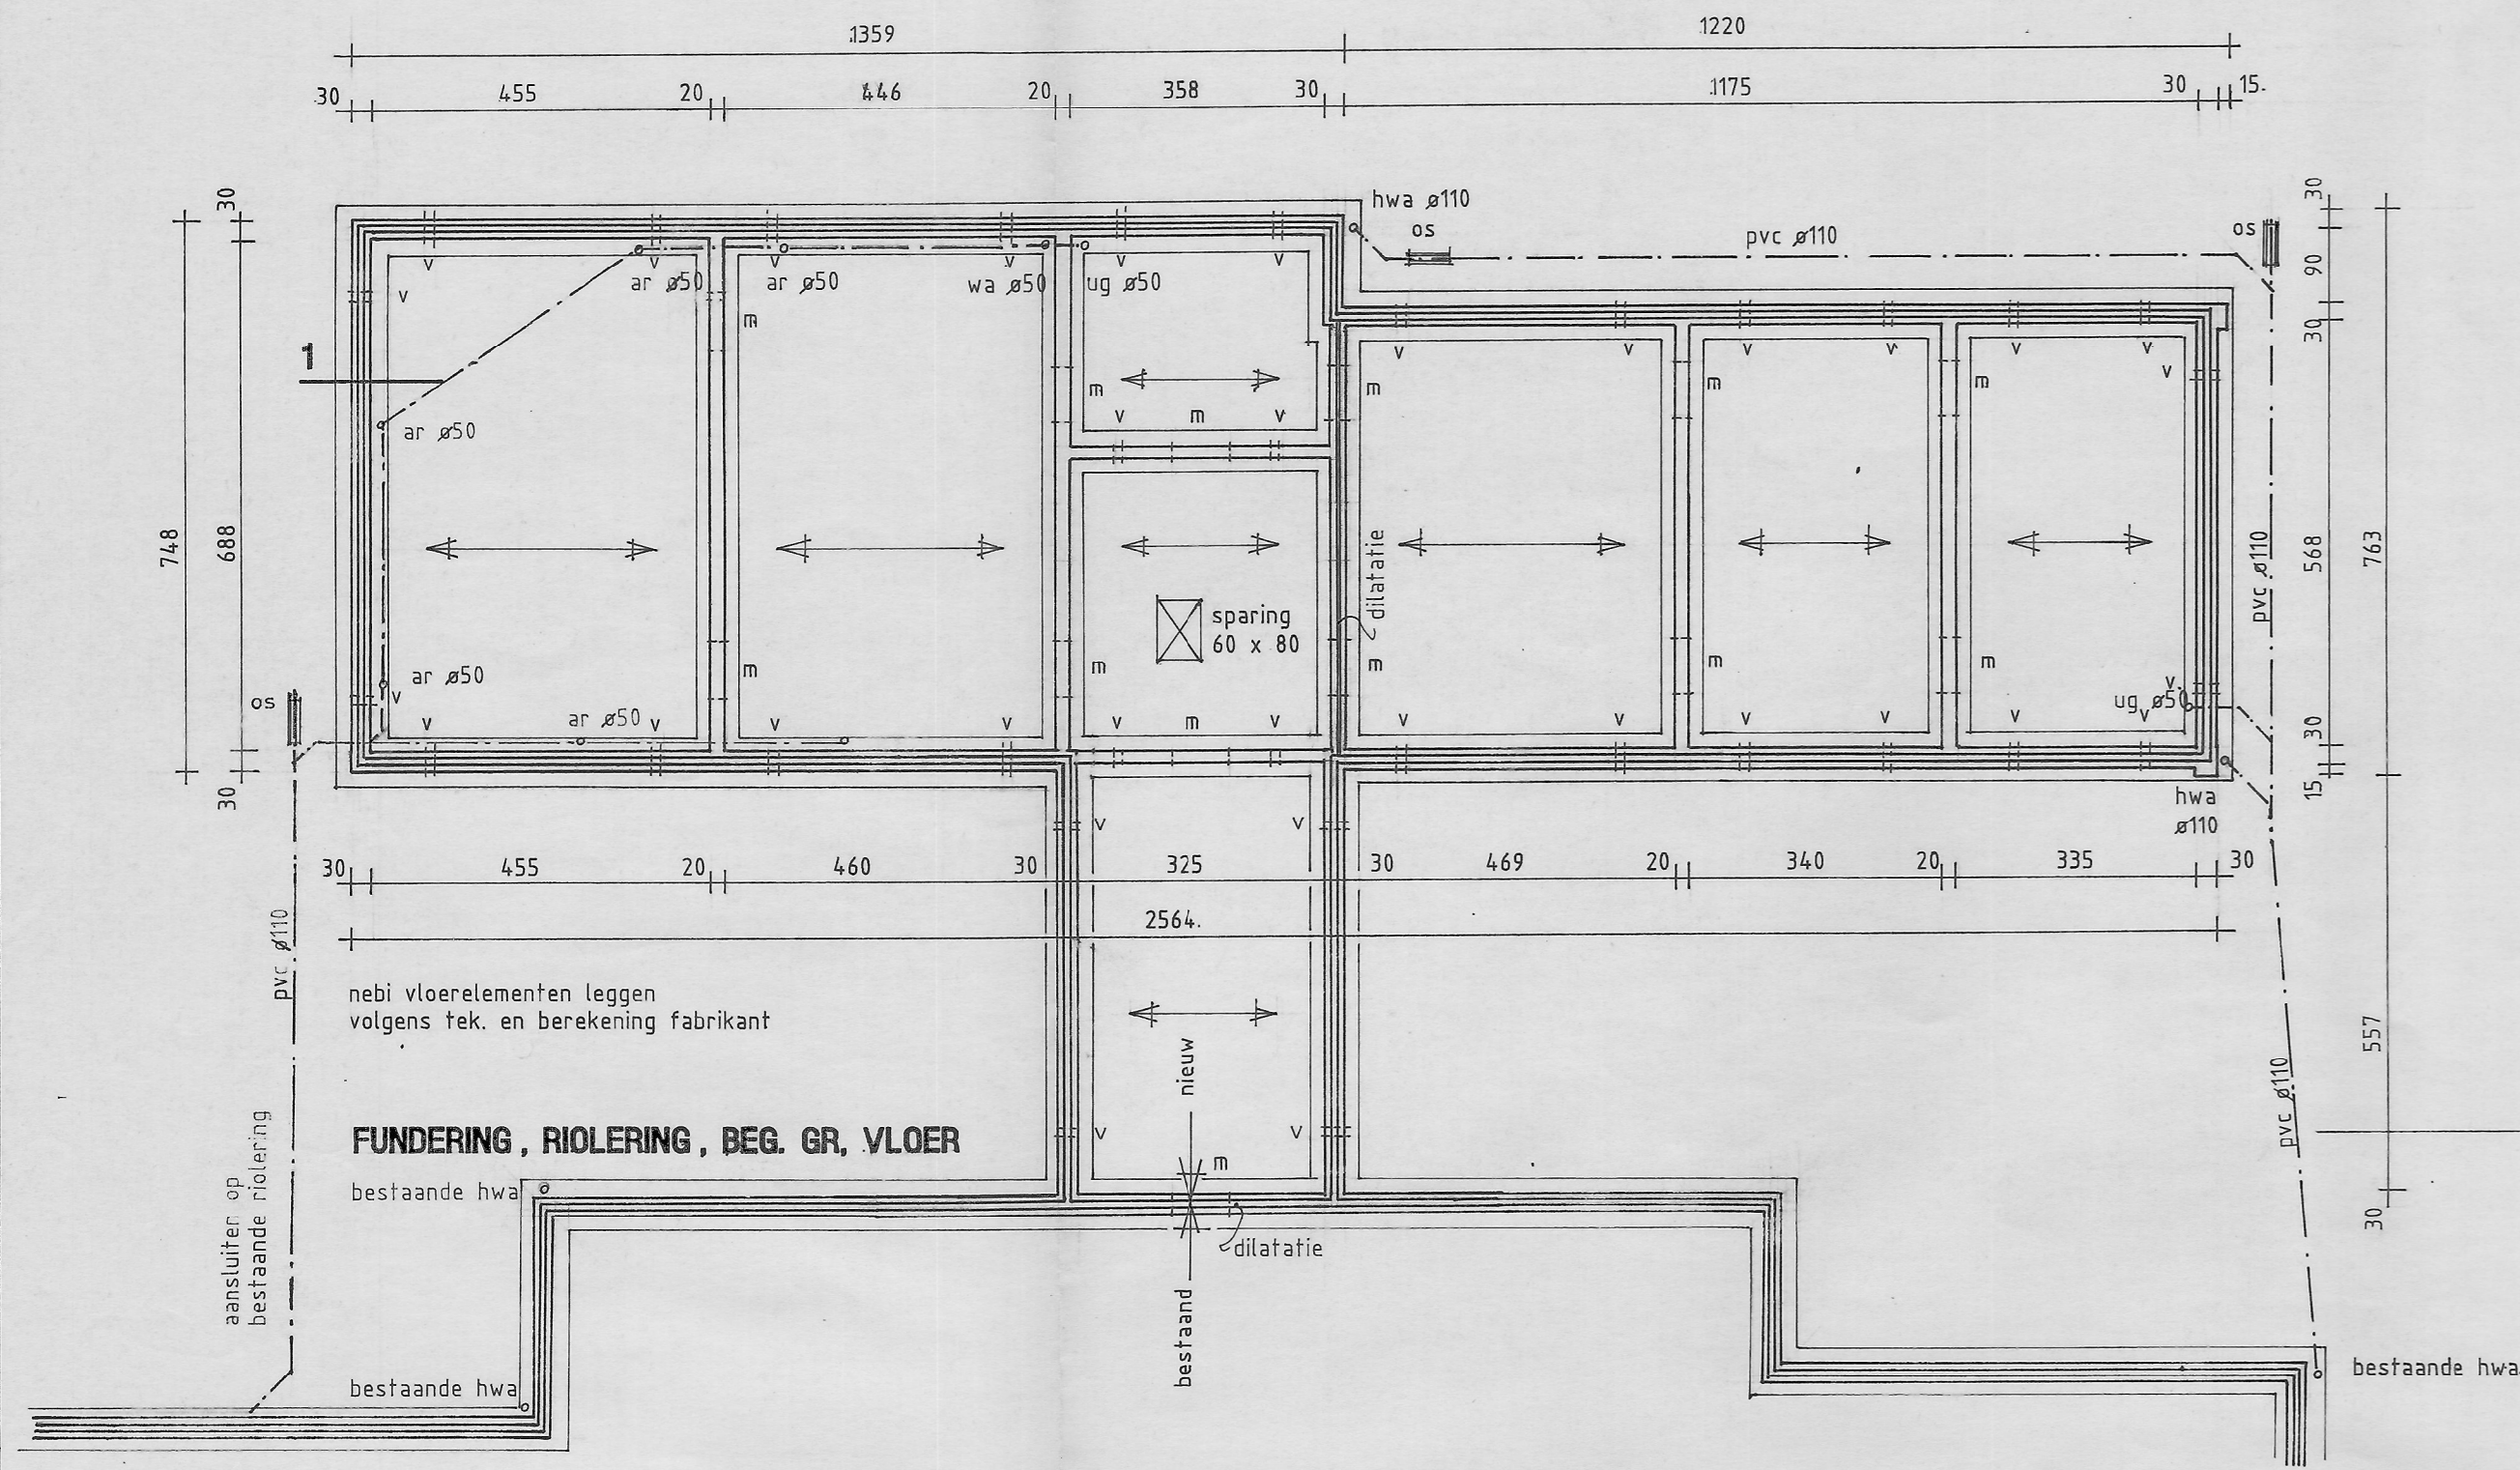 1359
1220
30 455 20 446 20 358 30 1175 30 15
30
30
hwa ø110
os
pvc ø110
os
90
v v v v v v
ar ø50 ar ø50 wa ø50 ug ø50
v
m
30
1
v v v v v v
m m m m v
v m v
ar ø50
748
688
dilatatie
pvc ø110
568
763
sparing
60 x 80
m m m m m
ar ø50
v
os
v
ug ø50
ar ø50
v v v v v m v v v v v v v
30
30
15
hwa
ø110
v v
30 455 20 460 30 325 30 469 20 340 20 335 30
2564
pvc ø110
nebi vloerelementen leggen
volgens tek. en berekening fabrikant
nieuw
557
pvc ø110
FUNDERING, RIOLERING, BEG. GR, VLOER
v v
m
aansluiten op
bestaande riolering
bestaande hwa
30
dilatatie
bestaand
bestaande hwa
bestaande hwa